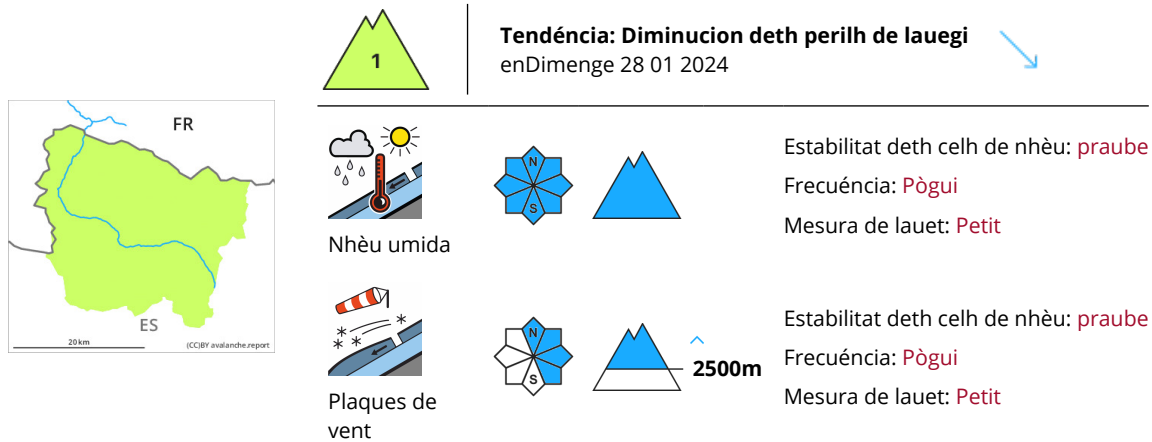 1
Tendéncia: Diminucion deth perilh de lauegi
enDimenge 28 01 2024
FR
ES
20 km
(CC)BY avalanche.report
N
S
Nhèu umida
Estabilitat deth celh de nhèu: praube
Frecuéncia: Pògui
Mesura de lauet: Petit
N
S
2500m
Plaques de
vent
Estabilitat deth celh de nhèu: praube
Frecuéncia: Pògui
Mesura de lauet: Petit